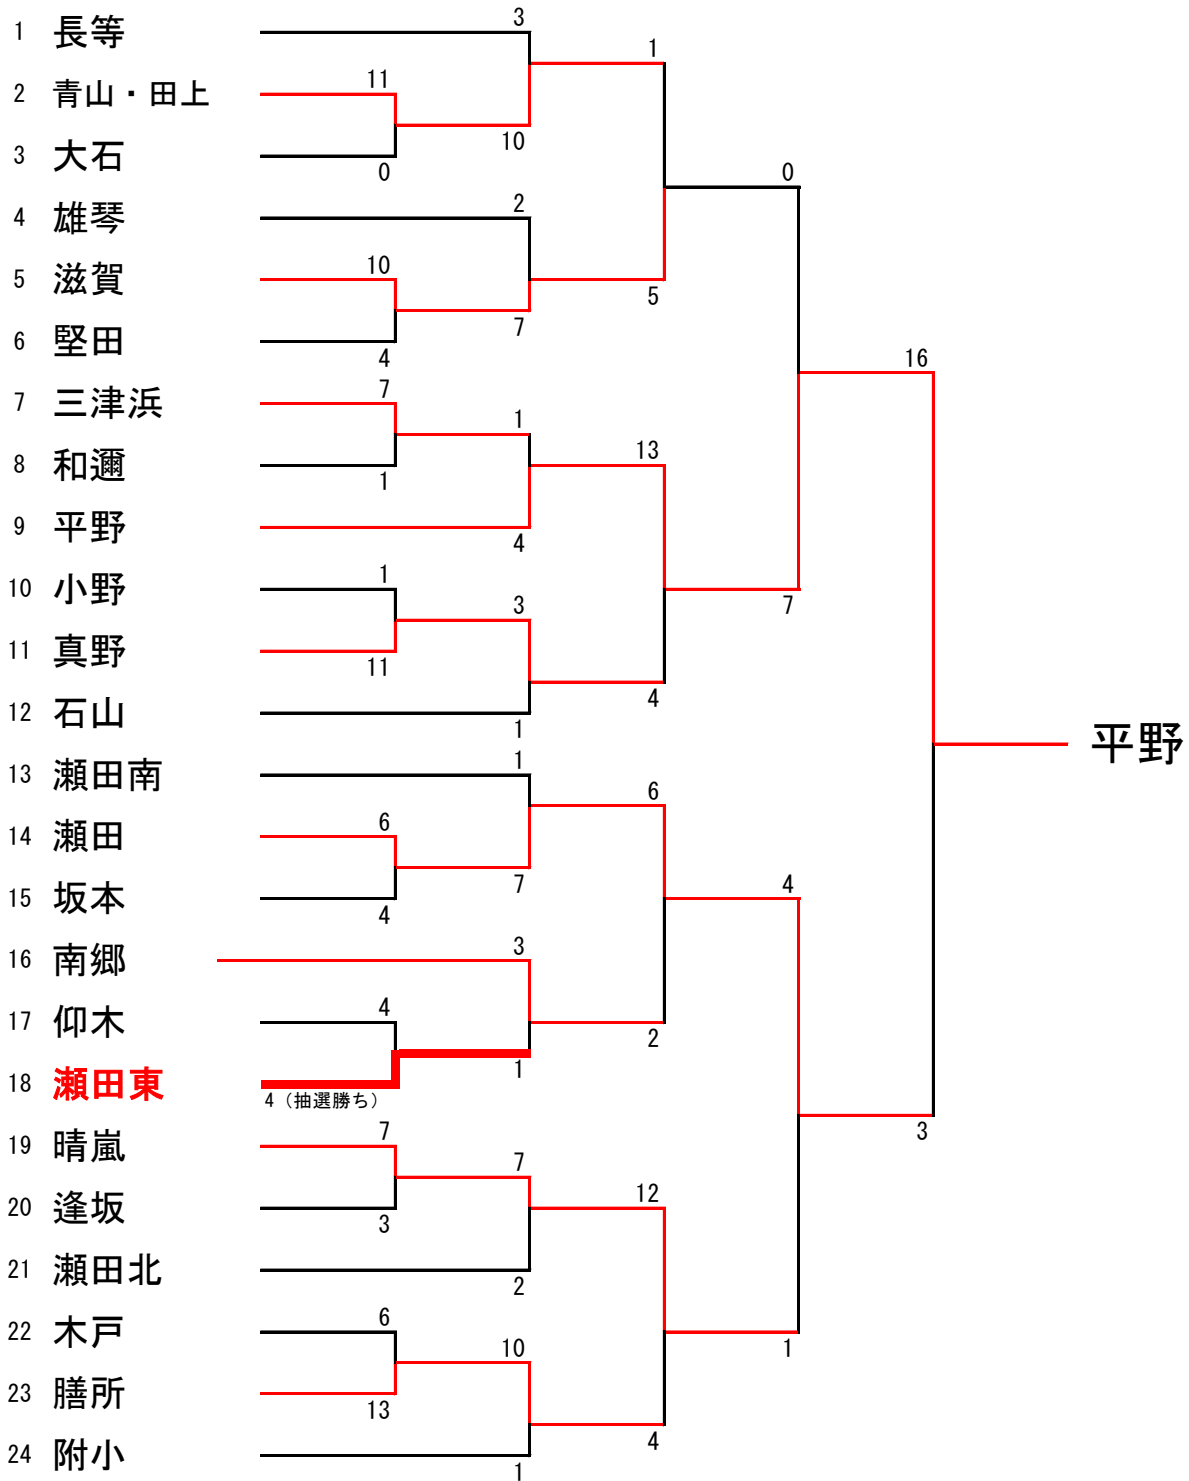 3
1 長等
1
2 青山・田上 11
10
3 大石
0
0
4 雄琴 2
5 滋賀 10
5
7
6 堅田
4
16
7 三津浜 7
1
13
8 和邇
1
9 平野
4
10 小野 1
3
7
11 真野
11
4
12 石山
1
平野
13 瀬田南 1
6
14 瀬田 6
7
4
15 坂本
4
16 南郷 3
17 仰木 4
2
1
18 瀬田東
4（抽選勝ち）
3
19 晴嵐 7
7
12
20 逢坂
3
21 瀬田北
2
22 木戸 6
10
1
23 膳所
13
4
24 附小
1